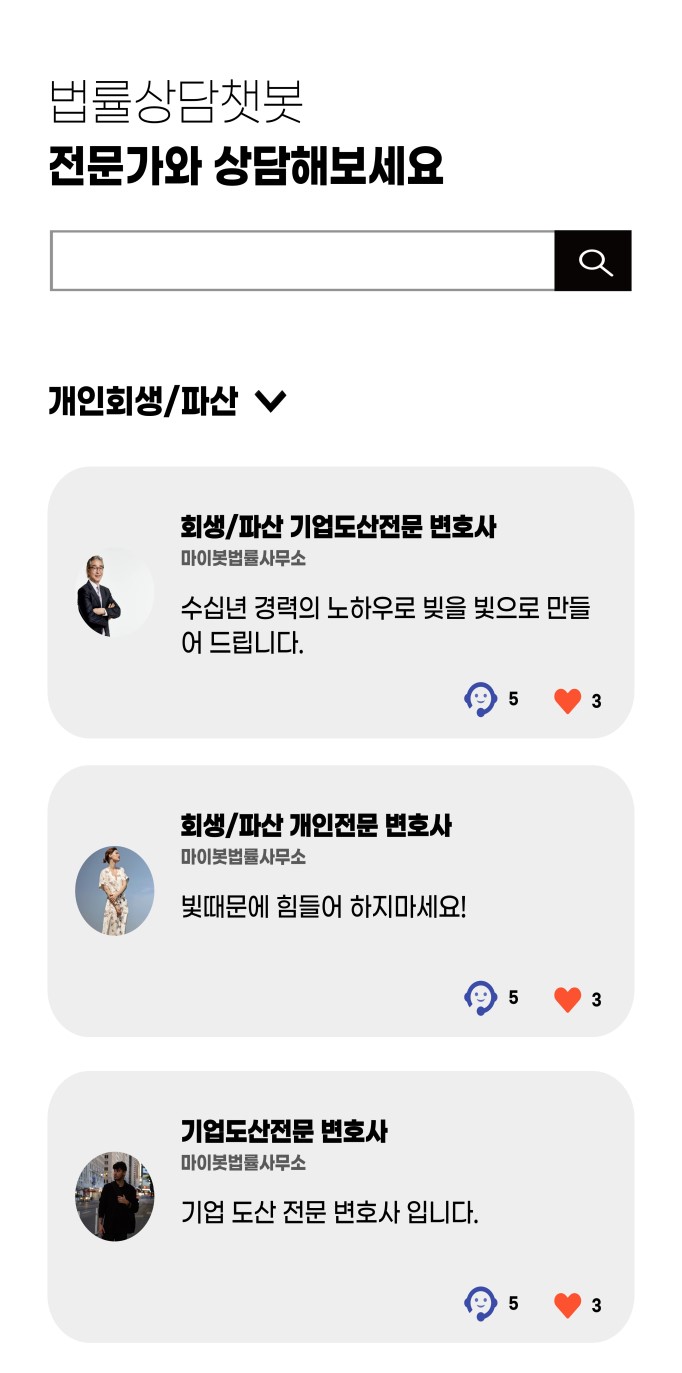 법률상담챗봇
전문가와 상담해보세요
개인회생/파산
회생/파산 기업도산전문 변호사
마이봇법률사무소
수십년 경력의 노하우로 빚을 빛으로 만들
어 드립니다.
5 3
회생/파산 개인전문 변호사
마이봇법률사무소
빛때문에 힘들어 하지마세요!
5 3
기업도산전문 변호사
마이봇법률사무소
기업 도산 전문 변호사 입니다.
5 3